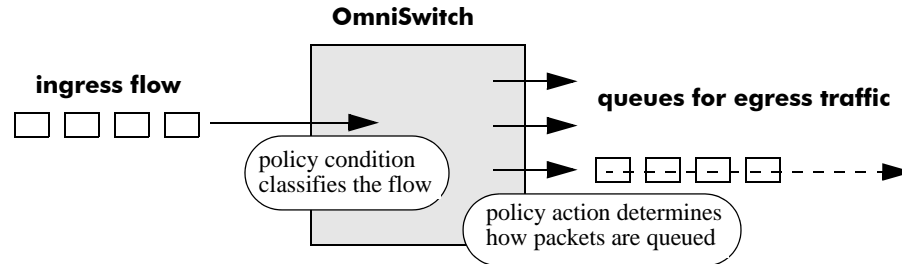 OmniSwitch
ingress flow
queues for egress traffic
policy condition
classifies the flow
policy action determines
how packets are queued